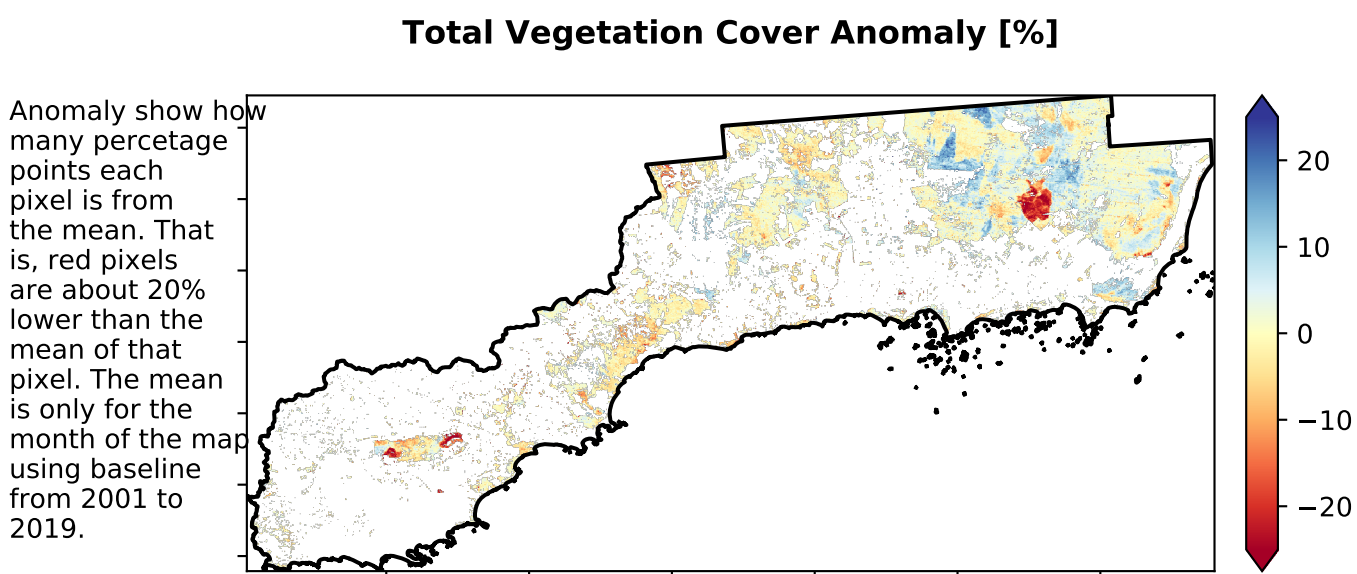 Total Vegetation Cover Anomaly [%]
Anomaly show how
many percetage
points each
pixel is from
the mean. That
is, red pixels
are about 20%
lower than the
mean of that
pixel. The mean
is only for the
month of the map
using baseline
from 2001 to
2019.
20
10
0
−10
−20